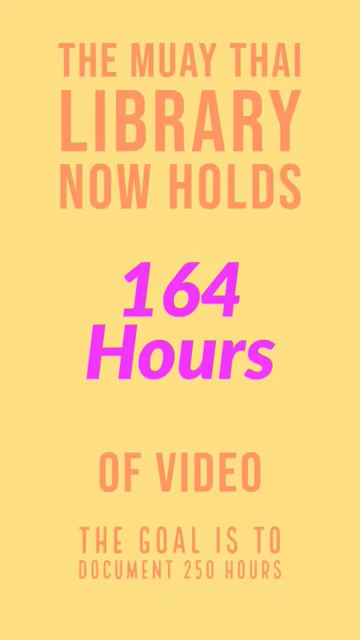 THE MUAY THAI
LIBRARY
NOW HOLDS
164
Hours
OF VIDEO
THE GOAL IS TO
DOCUMENT 250 HOURS